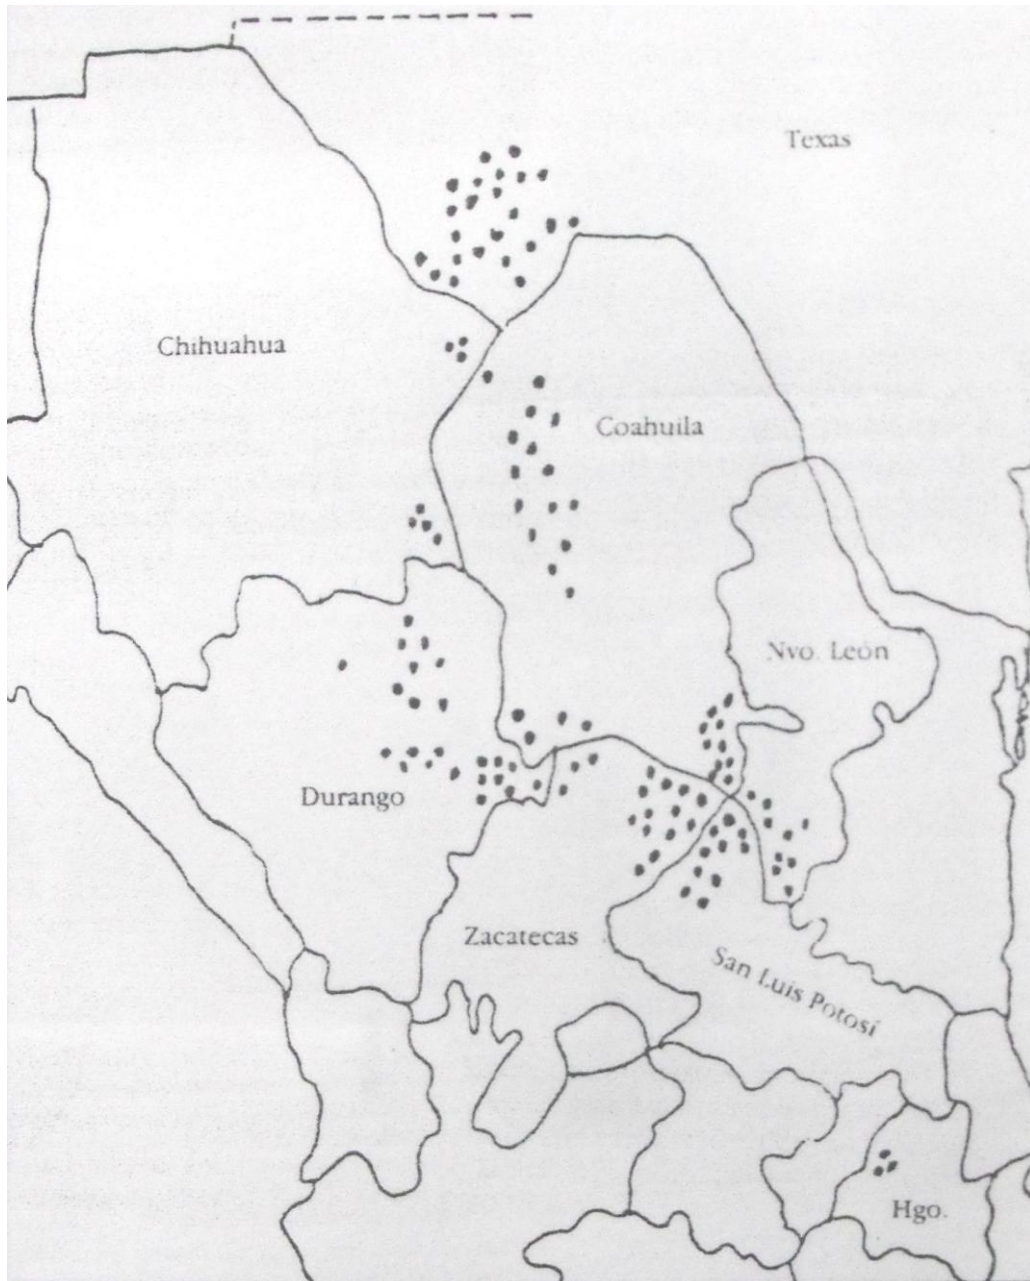 Texas
Chihuahua
Coahuila
Nvo. León
Durango
Zacatecas
San Luis Potosí
Hgo.